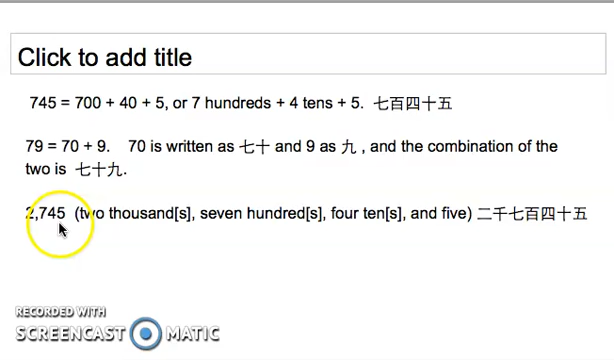 Click to add title
745 = 700 + 40 + 5, or 7 hundreds + 4 tens + 5. 七百四十五
79 = 70 + 9. 70 is written as 七十 and 9 as 九 , and the combination of the
two is 七十九.
2,745 (two thousand[s], seven hundred[s], four ten[s], and five) 二千七百四十五
RECORDED WITH
SCREENCAST MATIC